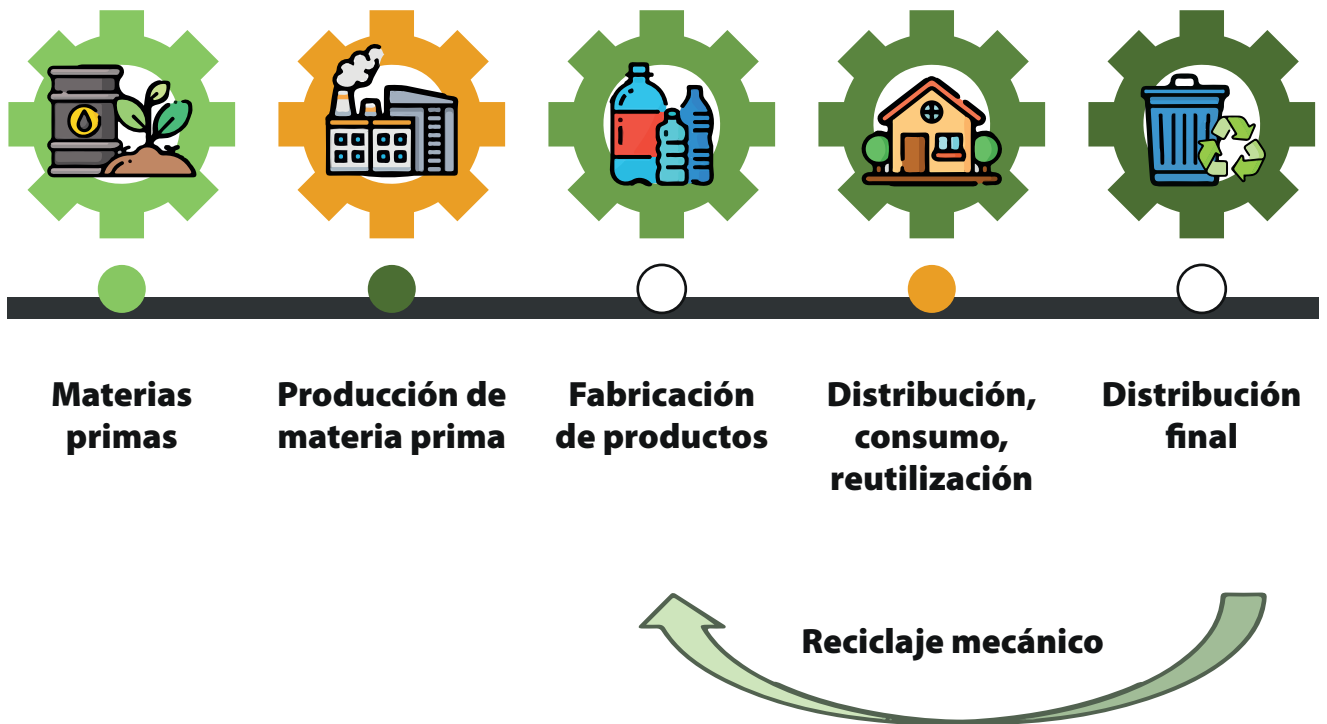 Materias
primas
Producción de
materia prima
Fabricación
de productos
Distribución,
consumo,
reutilización
Distribución
final
Reciclaje mecánico